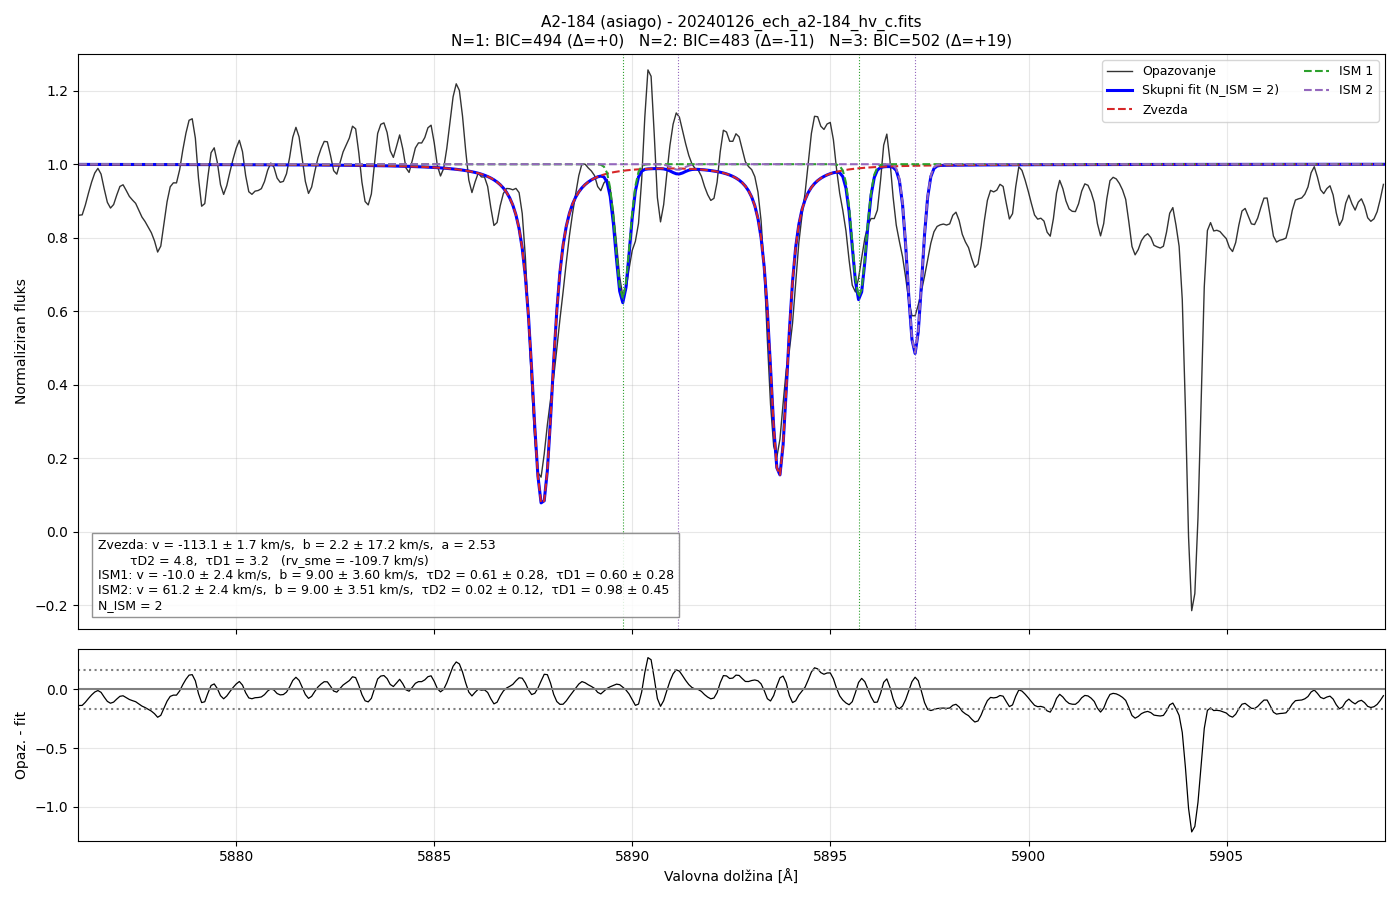 A2-184 (asiago) - 20240126_ech_a2-184_hv_c.fits
N=1: BIC=494 (Δ=+0)   N=2: BIC=483 (Δ=-11)   N=3: BIC=502 (Δ=+19)
Opazovanje
Skupni fit (N_ISM = 2)
Zvezda
ISM 1
ISM 2
1.2
1.0
0.8
0.6
0.4
0.2
0.0
−0.2
Normaliziran fluks
Zvezda: v = -113.1 ± 1.7 km/s,  b = 2.2 ± 17.2 km/s,  a = 2.53
τD2 = 4.8,  τD1 = 3.2   (rv_sme = -109.7 km/s)
ISM1: v = -10.0 ± 2.4 km/s,  b = 9.00 ± 3.60 km/s,  τD2 = 0.61 ± 0.28,  τD1 = 0.60 ± 0.28
ISM2: v = 61.2 ± 2.4 km/s,  b = 9.00 ± 3.51 km/s,  τD2 = 0.02 ± 0.12,  τD1 = 0.98 ± 0.45
N_ISM = 2
0.0
−0.5
−1.0
Opaz. - fit
5880 5885 5890 5895 5900 5905
Valovna dolžina [Å]